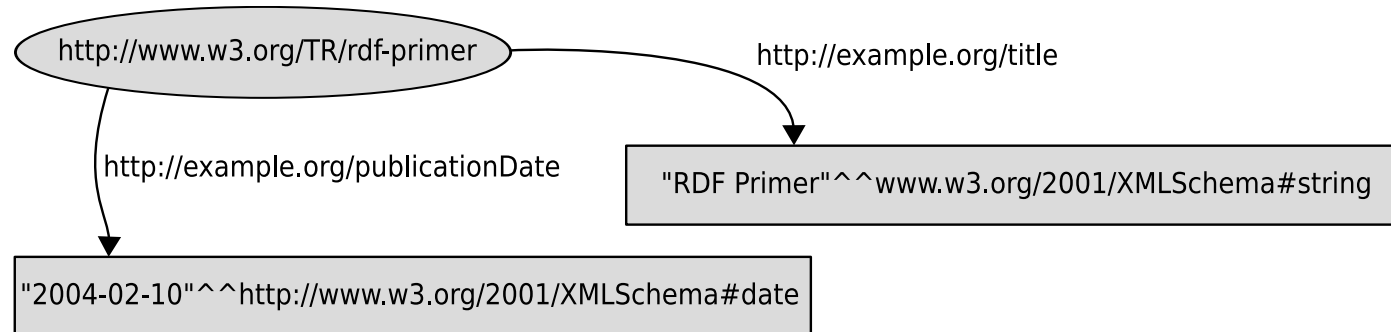 http://www.w3.org/TR/rdf-primer
http://example.org/title
http://example.org/publicationDate
"RDF Primer"^^www.w3.org/2001/XMLSchema#string
"2004-02-10"^^http://www.w3.org/2001/XMLSchema#date